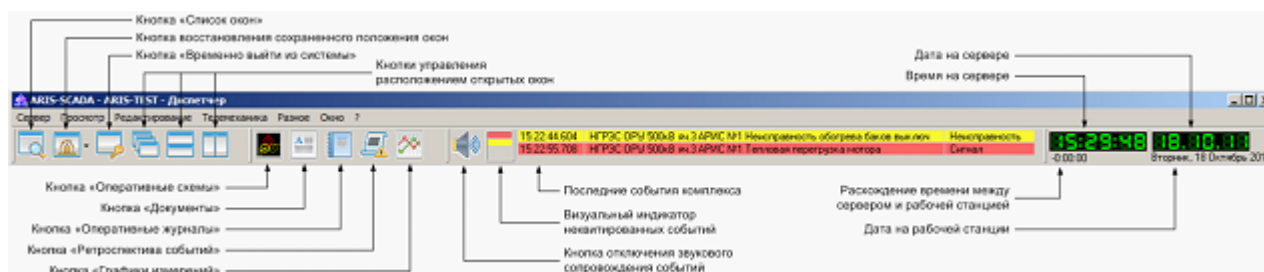 Кнопка «Список окон»
Кнопка восстановления сохраненного положения окон
Кнопка «Временно выйти из системы»
Кнопки управления
расположением открытых окон
Дата на сервере
Время на сервере
ARIS-SCADA - ARIS-TEST - Диспетчер
Сервер Просмотр Редактирование Телемеханика Разное Окно ?
15:22:44.604 НГРЭС ОРУ 500кВ яч.3 АРИС №1 Неисправность обогрева баков выключ Неисправность
15:22:55.708 НГРЭС ОРУ 500кВ яч.3 АРИС №1 Тепловая перегрузка мотора Сигнал
15:29:48
-0:00:00
18.10.11
Вторник, 18 Октябрь 201
Кнопка «Оперативные схемы»
Кнопка «Документы»
Кнопка «Оперативные журналы»
Кнопка «Ретроспектива событий»
Кнопка «Графики измерений»
Последние события комплекса
Визуальный индикатор
неквитированных событий
Кнопка отключения звукового
сопровождения событий
Расхождение времени между
сервером и рабочей станцией
Дата на рабочей станции